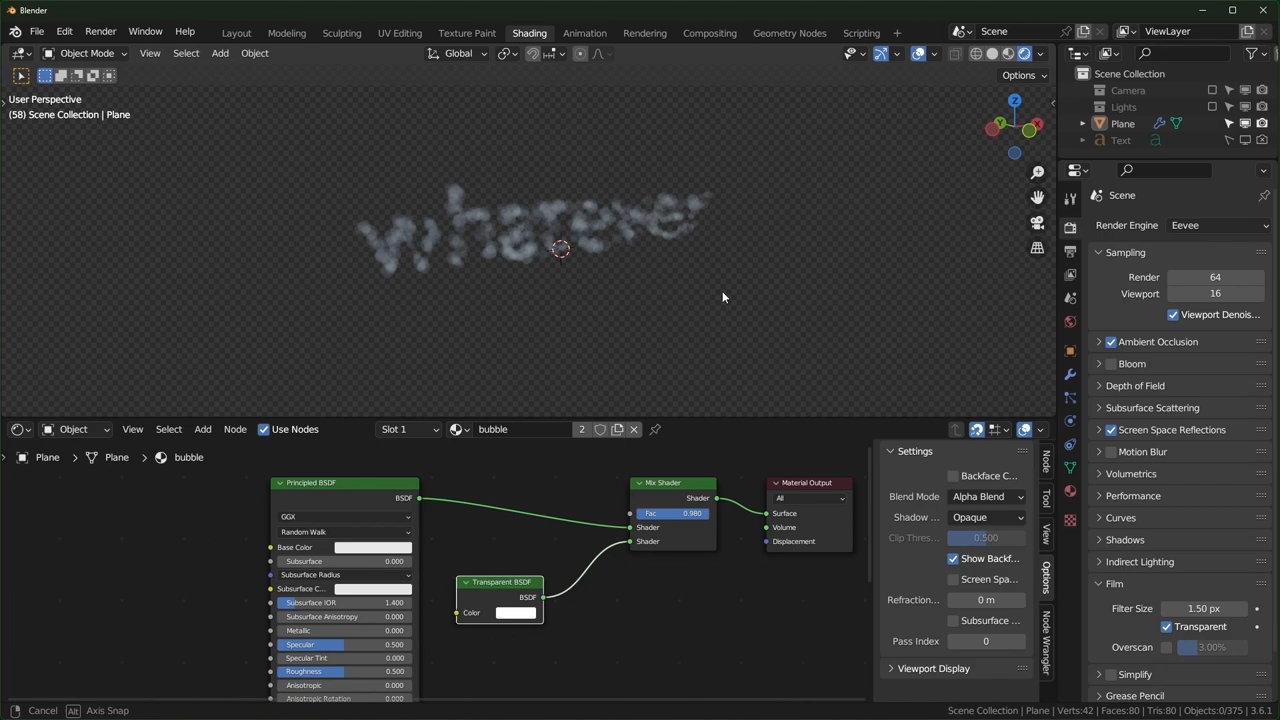 Blender
File Edit Render Window Help Layout Modeling Sculpting UV Editing Texture Paint Shading Animation Rendering Compositing Geometry Nodes Scripting + Scene ViewLayer
Object Mode View Select Add Object Global
Options
User Perspective
(58) Scene Collection | Plane
Z
Y
X
wherever
Scene Collection
Camera
Lights
Plane
Text
Scene
Render Engine Eevee
Sampling
Render 64
Viewport 16
Viewport Denois...
Ambient Occlusion
Bloom
Depth of Field
Subsurface Scattering
Screen Space Reflections
Motion Blur
Volumetrics
Performance
Curves
Shadows
Indirect Lighting
Film
Filter Size 1.50 px
Transparent
Overscan 3.00%
Simplify
Grease Pencil
Object View Select Add Node Use Nodes Slot 1 bubble 2
Plane Plane bubble
Principled BSDF
BSDF
GGX
Random Walk
Base Color
Subsurface 0.000
Subsurface Radius
Subsurface C...
Subsurface IOR 1.400
Subsurface Anisotropy 0.000
Metallic 0.000
Specular 0.500
Specular Tint 0.000
Roughness 0.500
Anisotropic 0.000
Anisotropic Rotation 0.000
Transparent BSDF
BSDF
Color
Mix Shader
Shader
Fac 0.980
Shader
Shader
Material Output
All
Surface
Volume
Displacement
Settings
Backface C...
Blend Mode Alpha Blend
Shadow ... Opaque
Clip Thres... 0.500
Show Backf...
Screen Spa...
Refraction... 0 m
Subsurface ...
Pass Index 0
Viewport Display
Node
Tool
View
Options
Node Wrangler
Cancel Alt Axis Snap
Scene Collection | Plane | Verts:42 | Faces:80 | Tris:80 | Objects:0/375 | 3.6.1